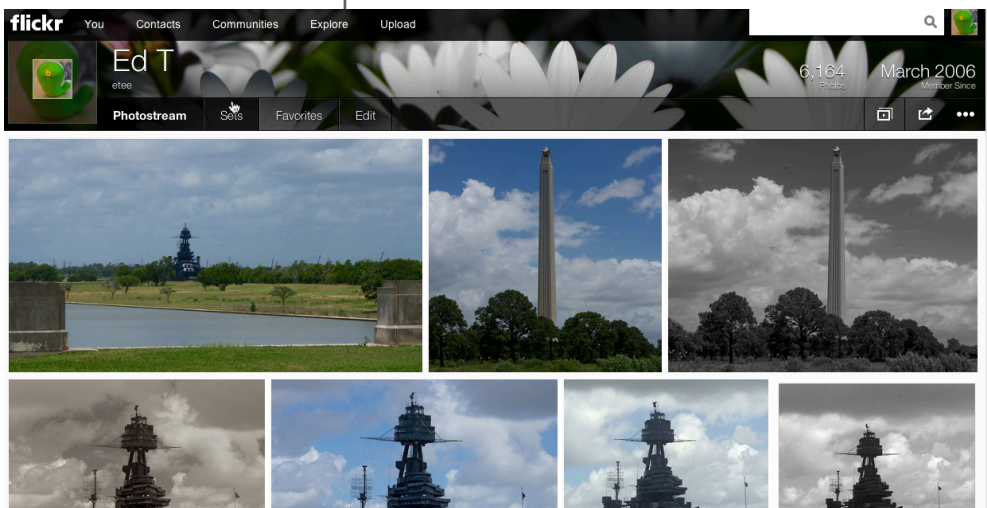 flickr You Contacts Communities Explore Upload
Ed T
etee
6,164 March 2006
Photos Member Since
Photostream Sets Favorites Edit